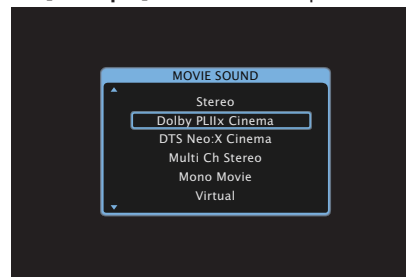 MOVIE SOUND
Stereo
Dolby PLIIx Cinema
DTS Neo:X Cinema
Multi Ch Stereo
Mono Movie
Virtual